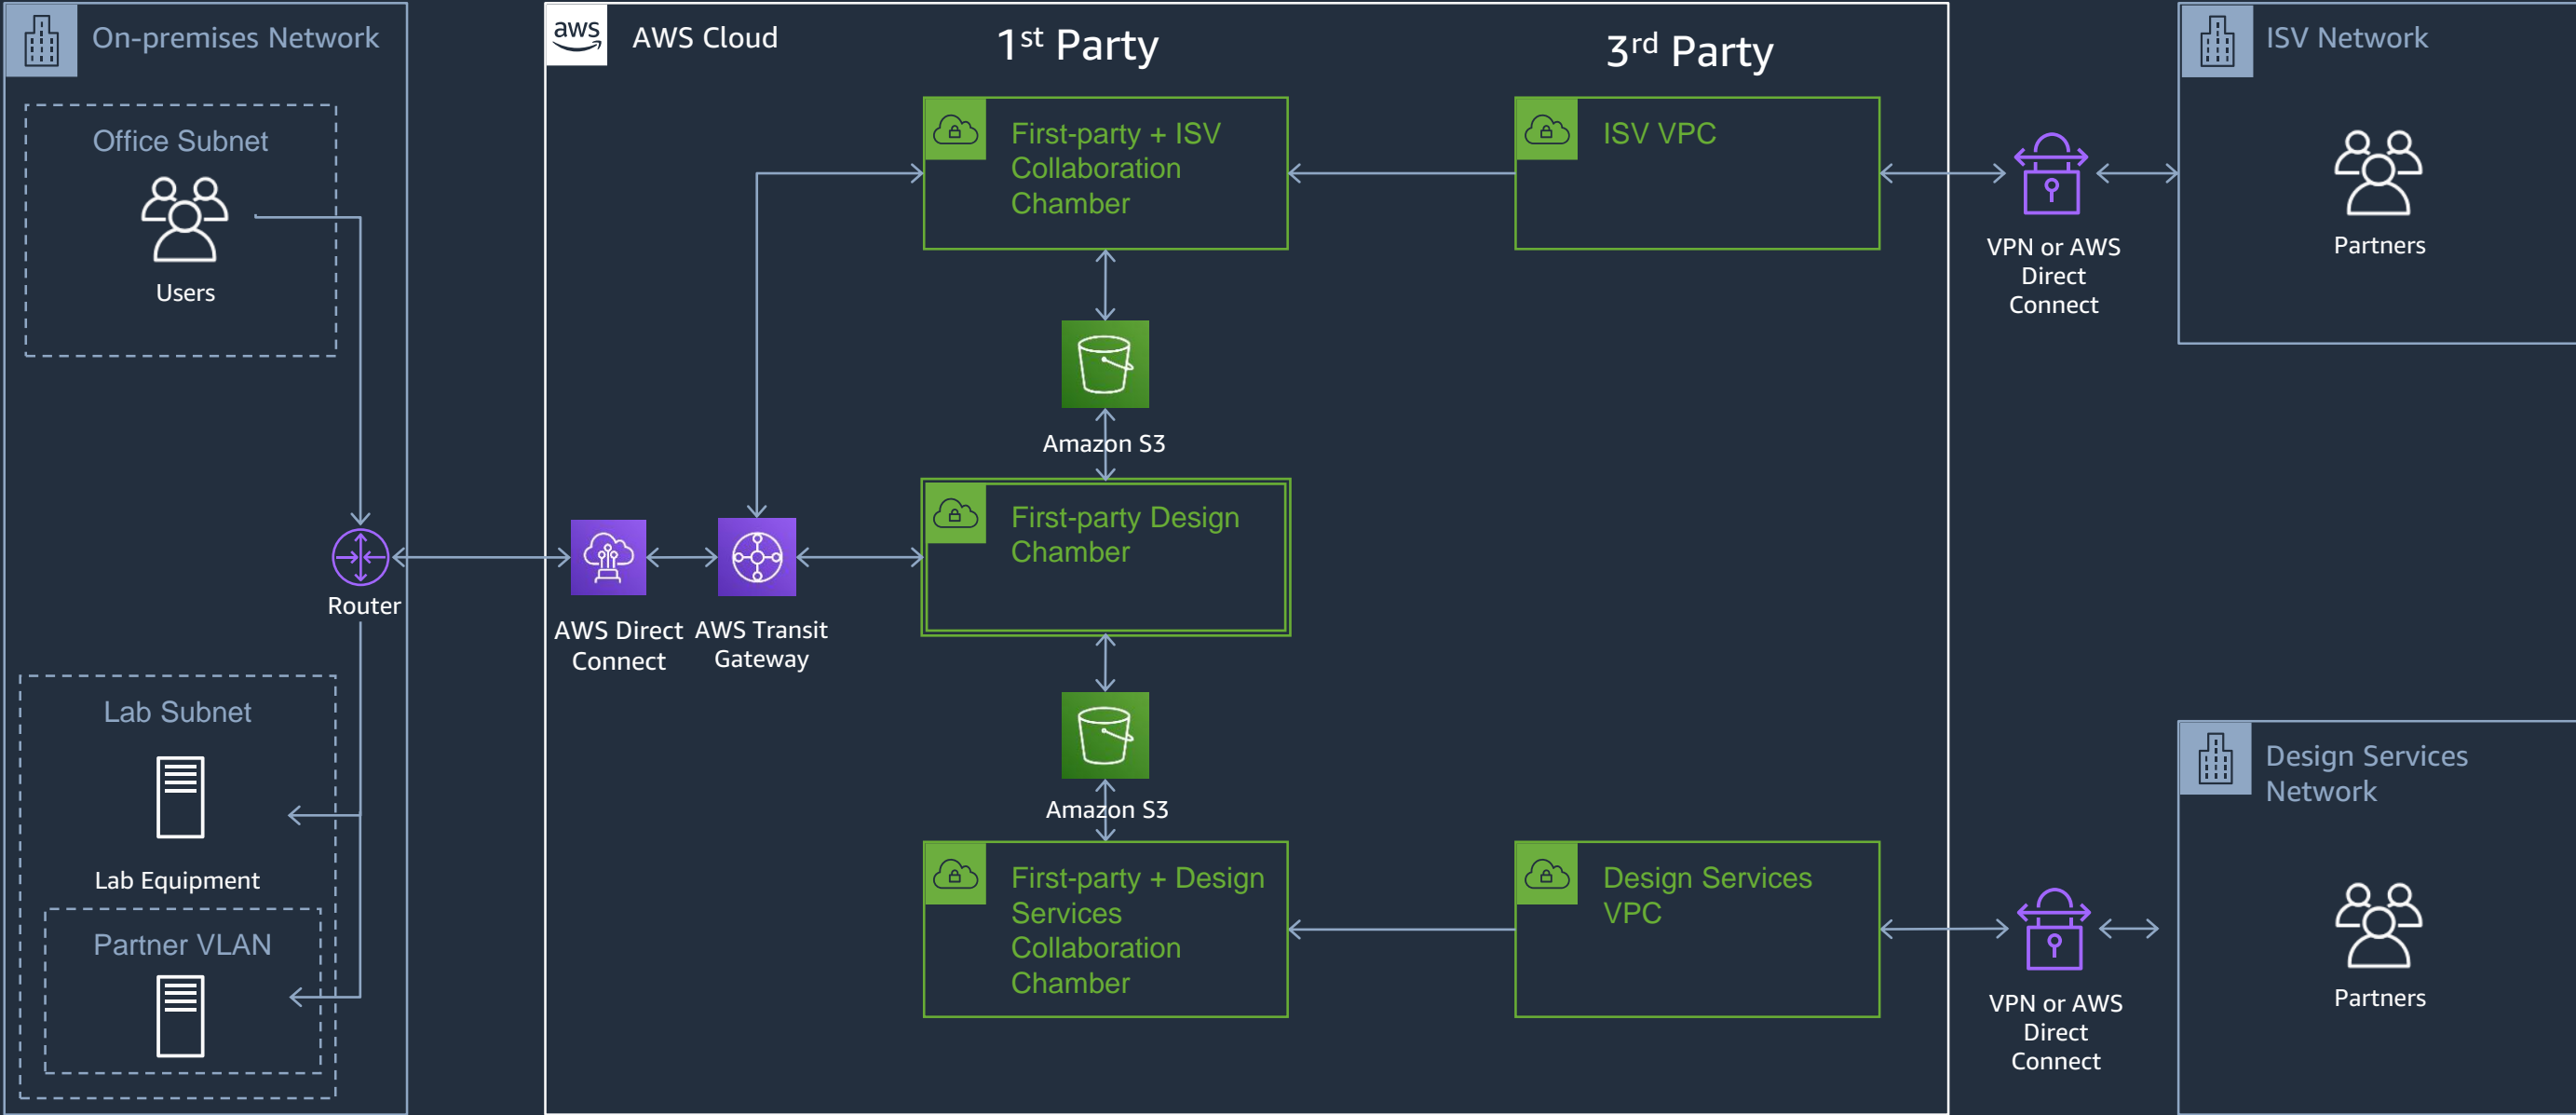 On-premises Network
Office Subnet
Users
Router
Lab Subnet
Lab Equipment
Partner VLAN
aws
AWS Cloud
1st Party
3rd Party
First-party + ISV
Collaboration
Chamber
ISV VPC
Amazon S3
First-party Design
Chamber
AWS Direct
Connect
AWS Transit
Gateway
Amazon S3
First-party + Design
Services
Collaboration
Chamber
Design Services
VPC
VPN or AWS
Direct
Connect
ISV Network
Partners
VPN or AWS
Direct
Connect
Design Services
Network
Partners